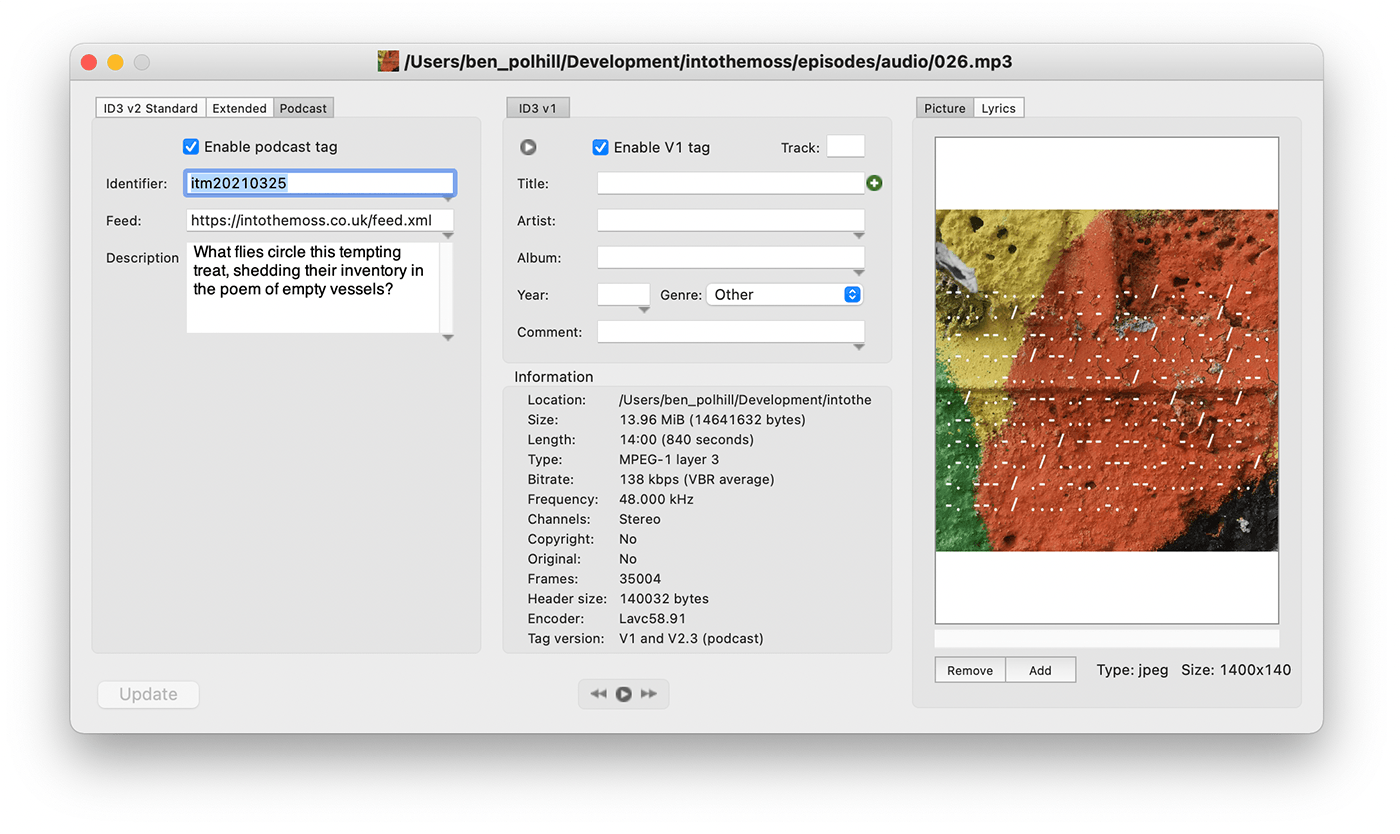 /Users/ben_polhill/Development/intothemoss/episodes/audio/026.mp3
ID3 v2 Standard Extended Podcast
Enable podcast tag
Identifier: itm20210325
Feed: https://intothemoss.co.uk/feed.xml
Description What flies circle this tempting
treat, shedding their inventory in
the poem of empty vessels?
ID3 v1
Enable V1 tag Track:
Title:
Artist:
Album:
Year: Genre: Other
Comment:
Information
Location: /Users/ben_polhill/Development/intothe
Size: 13.96 MiB (14641632 bytes)
Length: 14:00 (840 seconds)
Type: MPEG-1 layer 3
Bitrate: 138 kbps (VBR average)
Frequency: 48.000 kHz
Channels: Stereo
Copyright: No
Original: No
Frames: 35004
Header size: 140032 bytes
Encoder: Lavc58.91
Tag version: V1 and V2.3 (podcast)
Update
Picture Lyrics
Remove Add Type: jpeg Size: 1400x140